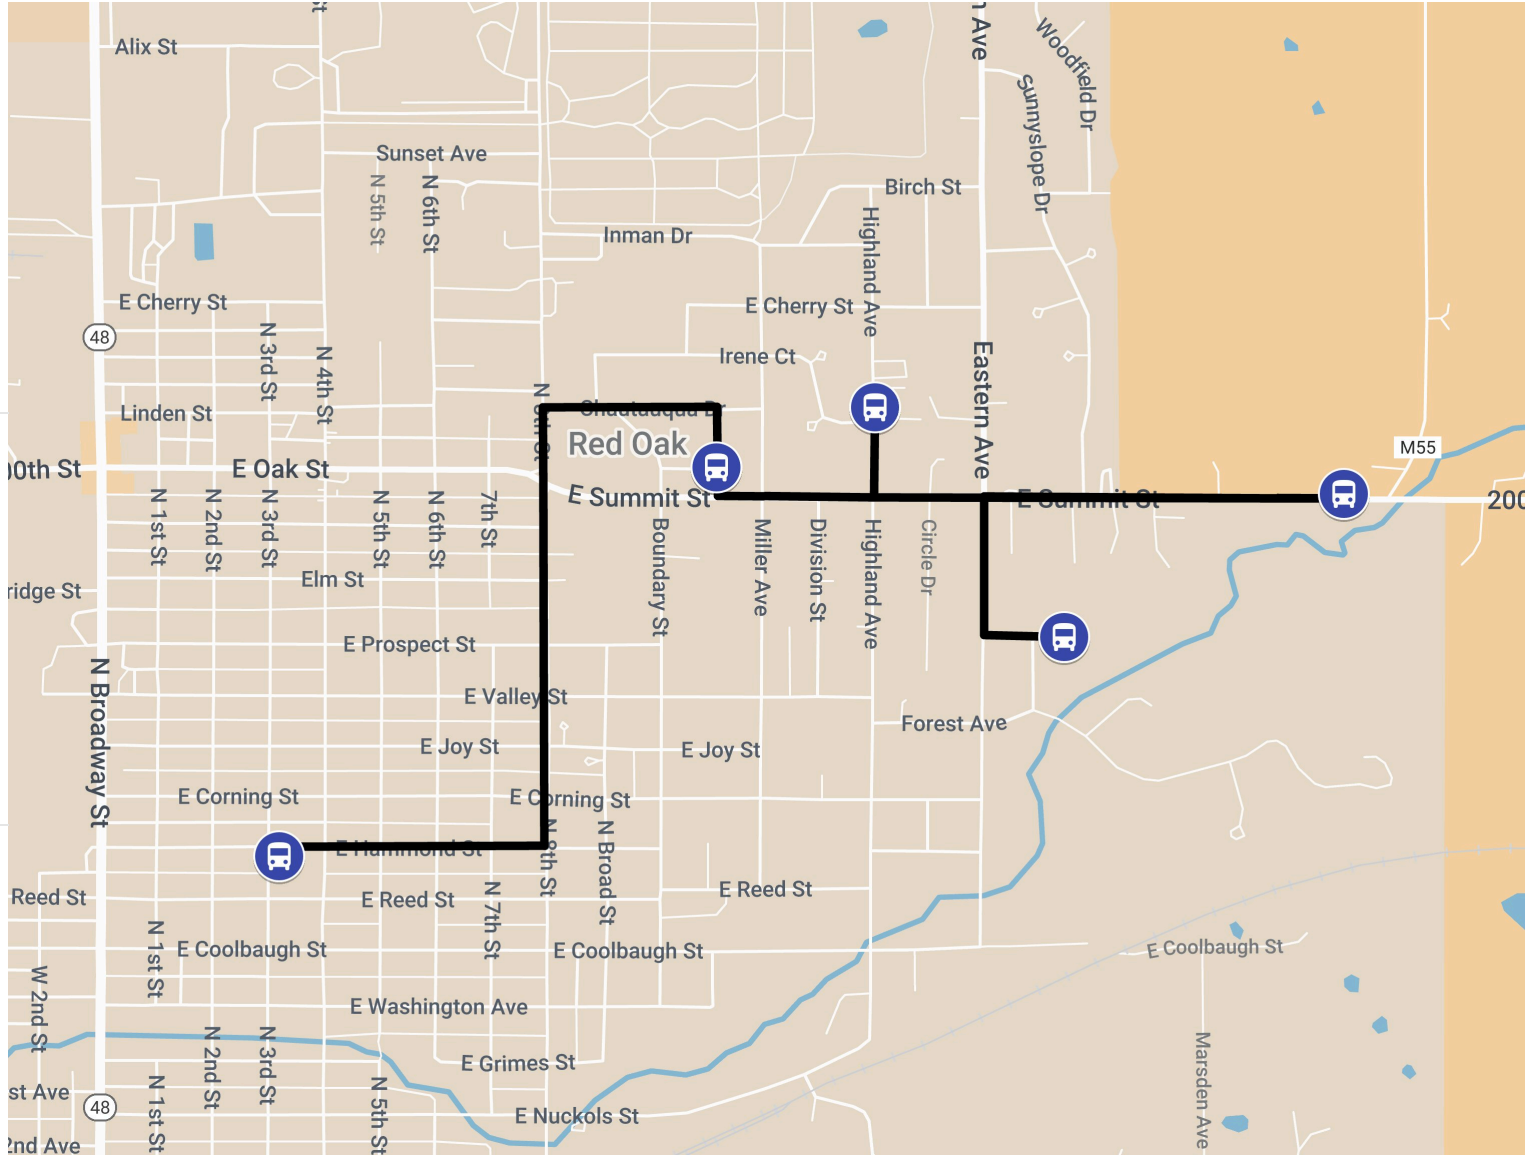 Alix St
Woodfield Dr
Sunnyslope Dr
Sunset Ave
N 5th St
N 6th St
Birch St
Highland Ave
Inman Dr
E Cherry St
E Cherry St
48
N 3rd St
N 4th St
Irene Ct
Eastern Ave
Linden St
Chautauqua Dr
Red Oak
M55
E Oak St
E Summit St
E Summit St
N 1st St
N 2nd St
N 3rd St
N 5th St
N 6th St
7th St
Boundary St
Miller Ave
Division St
Highland Ave
Circle Dr
Elm St
E Prospect St
N Broadway St
E Valley St
Forest Ave
E Joy St
E Joy St
E Corning St
E Corning St
E Hammond St
N 8th St
N Broad St
Reed St
E Reed St
E Reed St
N 7th St
N 1st St
E Coolbaugh St
E Coolbaugh St
E Coolbaugh St
W 2nd St
E Washington Ave
N 2nd St
N 3rd St
E Grimes St
Marsden Ave
48
N 1st St
N 5th St
E Nuckols St